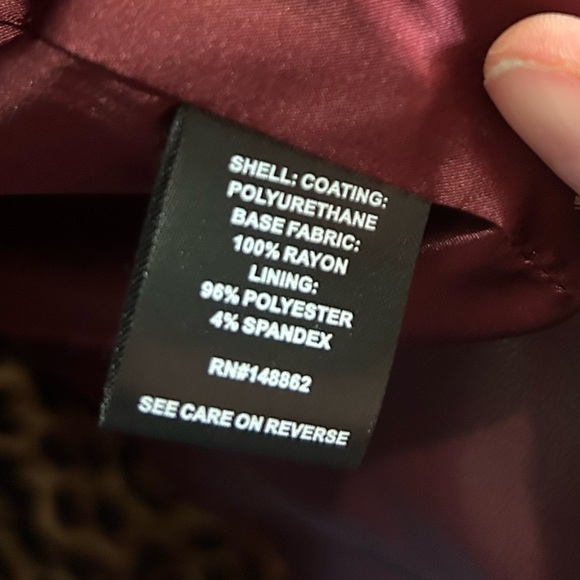 SHELL: COATING:
POLYURETHANE
BASE FABRIC:
100% RAYON
LINING:
96% POLYESTER
4% SPANDEX
RN#148862
SEE CARE ON REVERSE